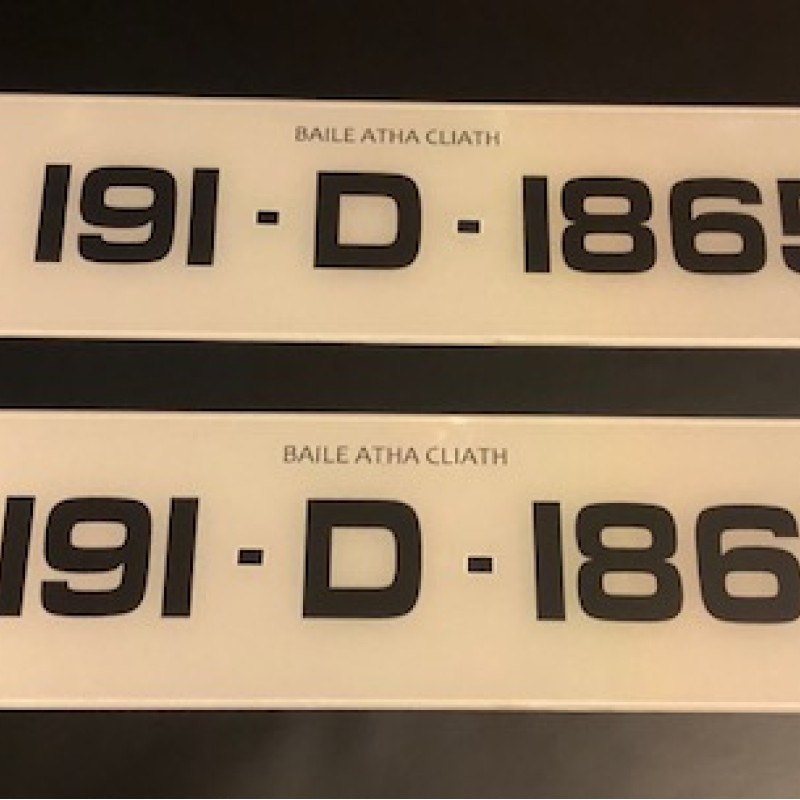 BAILE ATHA CLIATH
191 - D - 1865
BAILE ATHA CLIATH
191 - D - 186